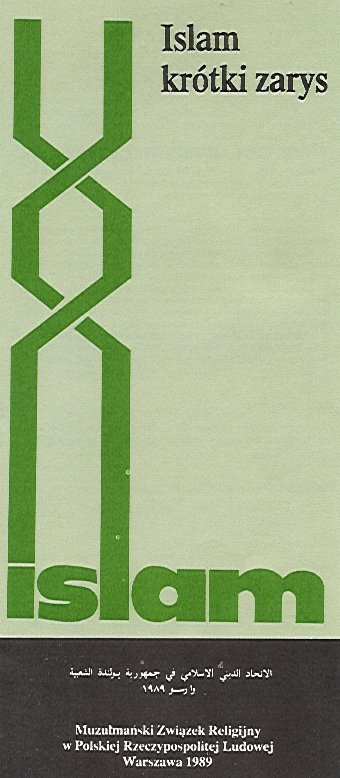 Islam
krótki zarys
islam
الاتحاد الديني الاسلامي في جمهورية بولندة الشعبية
وارسو ١٩٨٩
Muzułmański Związek Religijny
w Polskiej Rzeczypospolitej Ludowej
Warszawa 1989